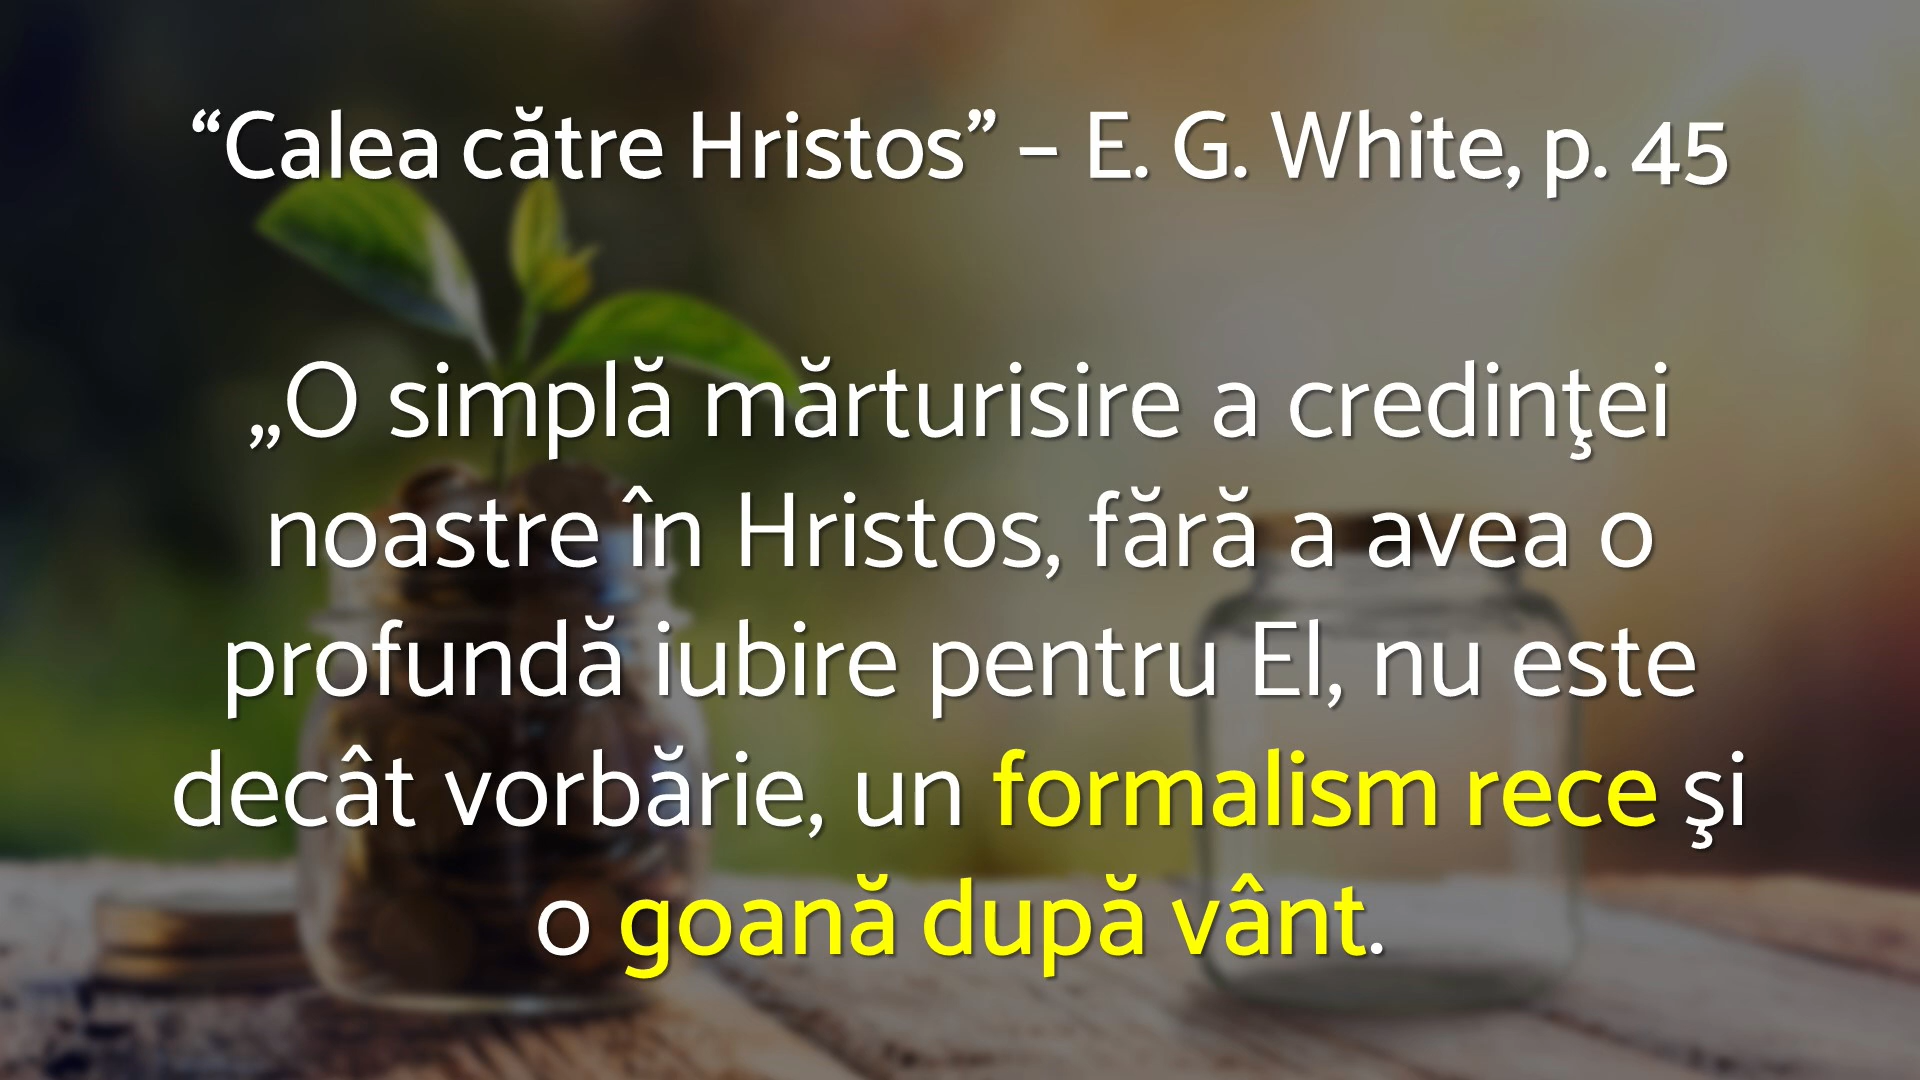 “Calea către Hristos” – E. G. White, p. 45
„O simplă mărturisire a credinţei
noastre în Hristos, fără a avea o
profundă iubire pentru El, nu este
decât vorbărie, un formalism rece şi
o goană după vânt.